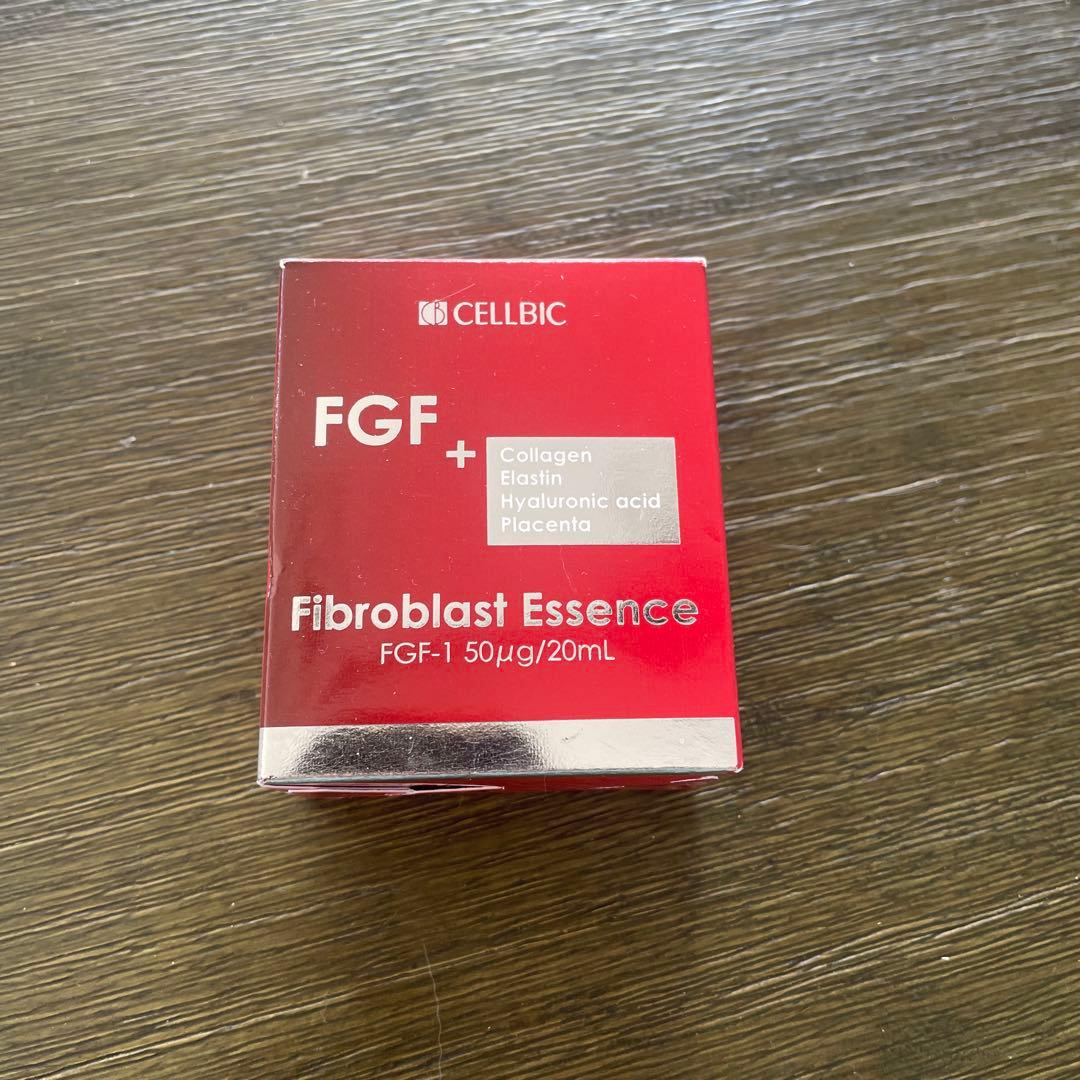 CELLBIC
FGF
+
Collagen
Elastin
Hyaluronic acid
Placenta
Fibroblast Essence
FGF-1 50μg/20mL